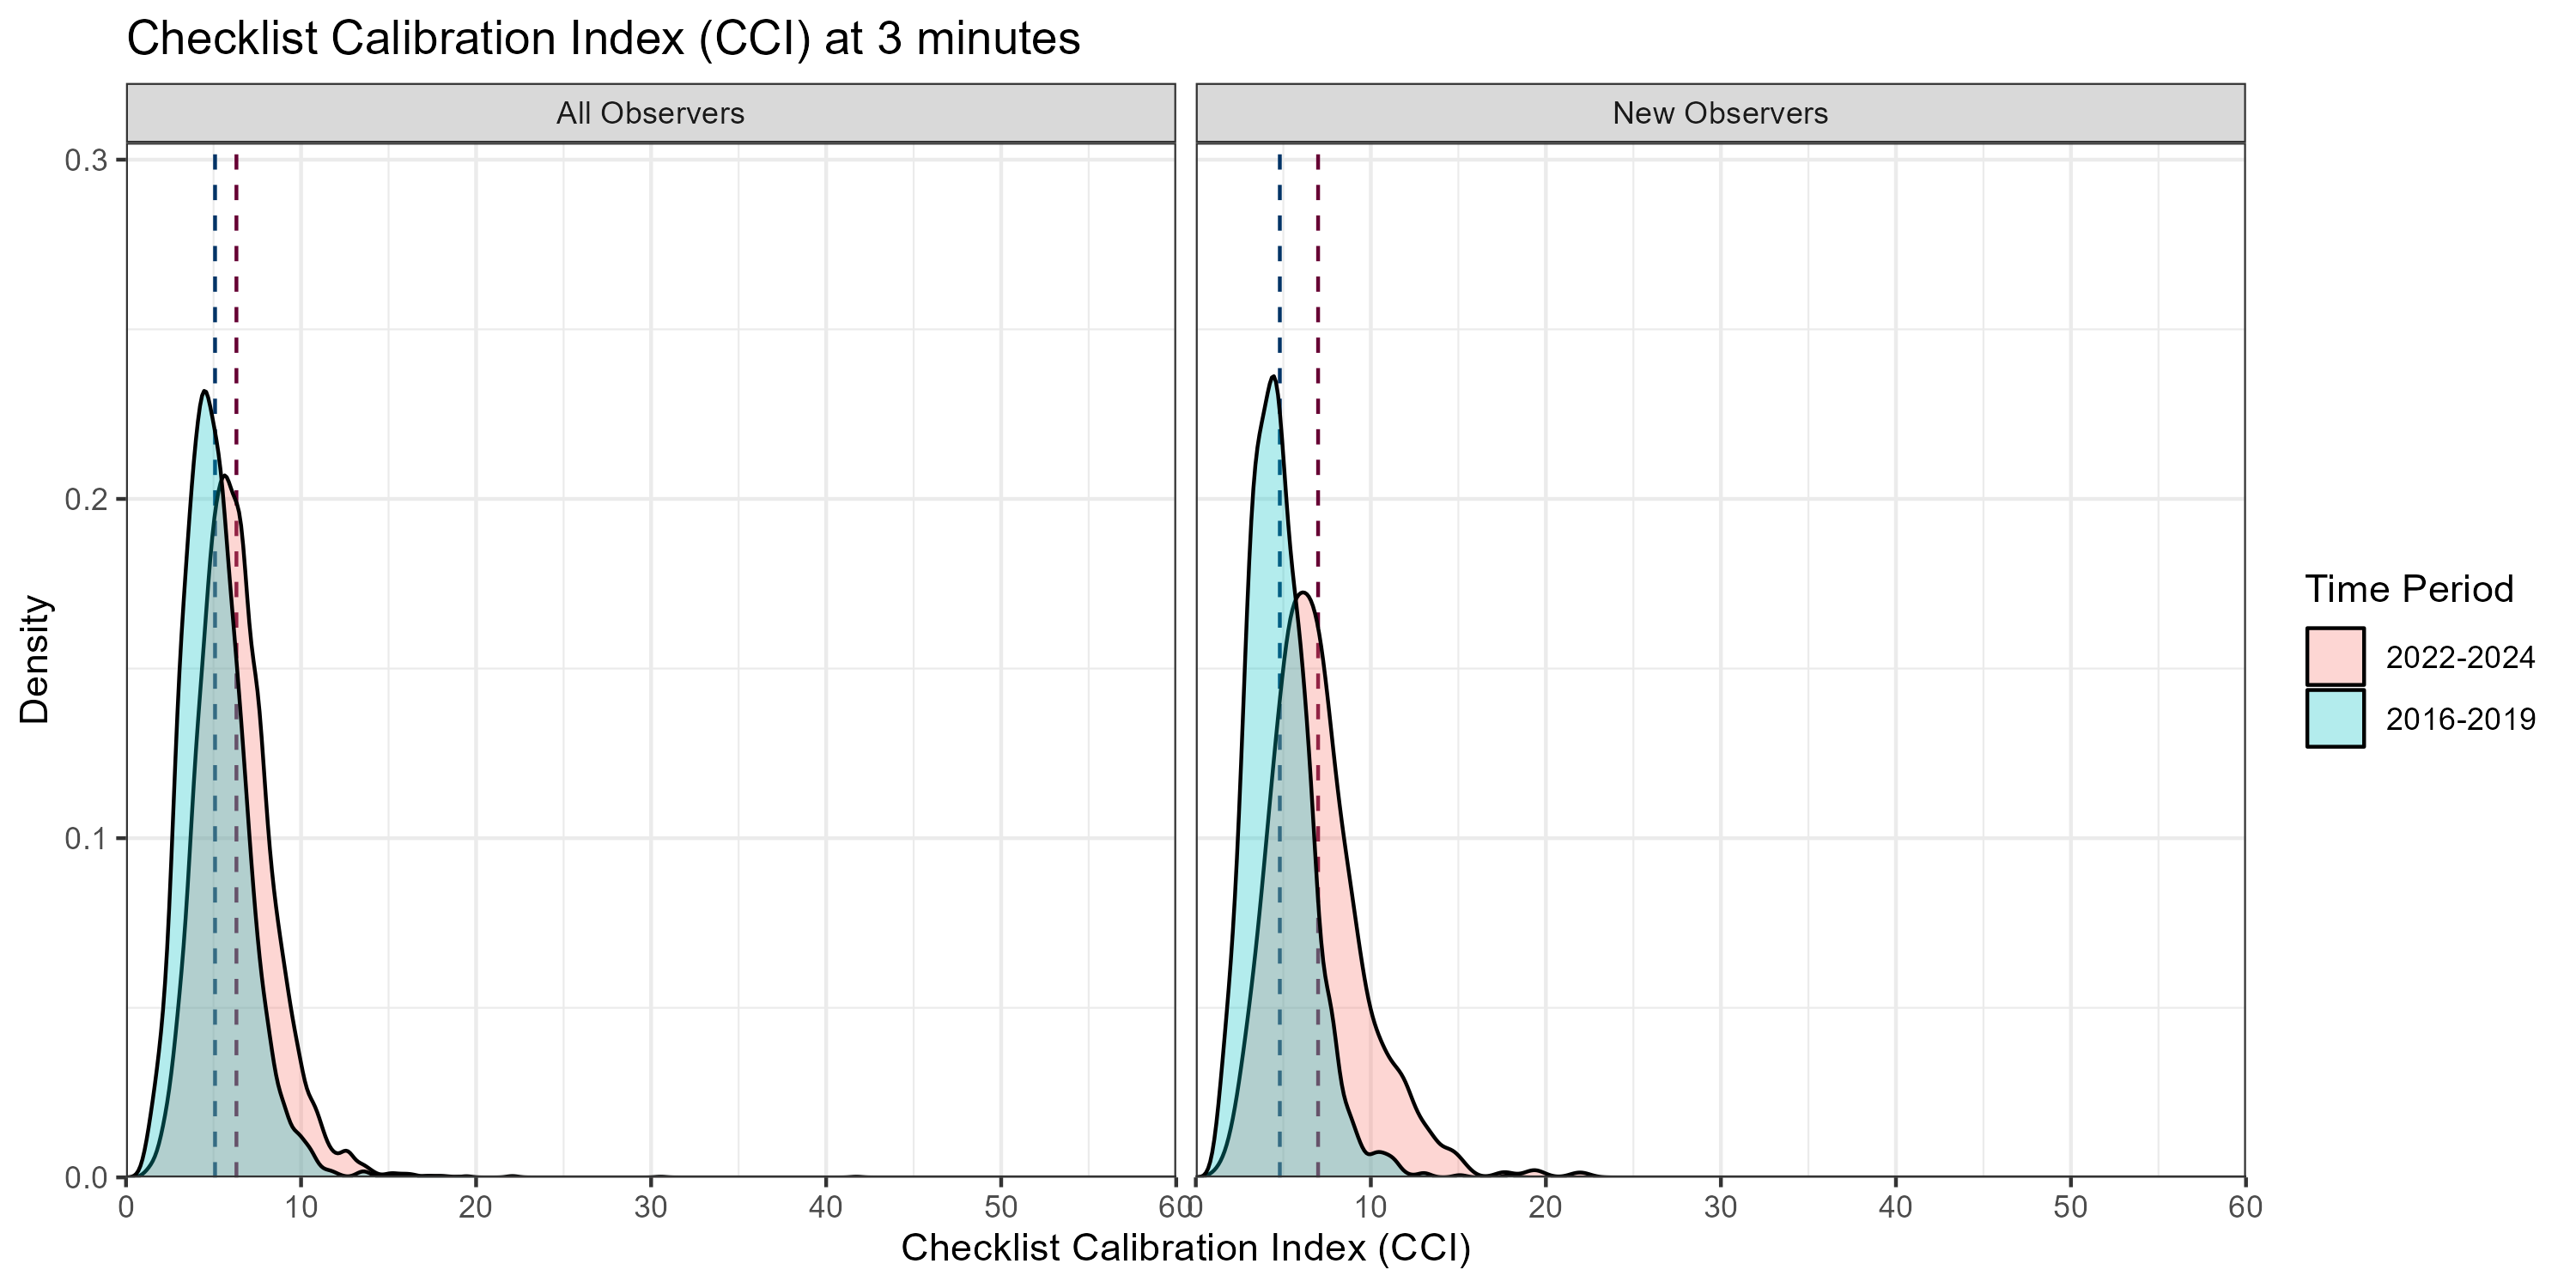 Checklist Calibration Index (CCI) at 3 minutes
All Observers
New Observers
0.3
0.2
0.1
0.0
Density
0 10 20 30 40 50 60
0 10 20 30 40 50 60
Checklist Calibration Index (CCI)
Time Period
2022-2024
2016-2019